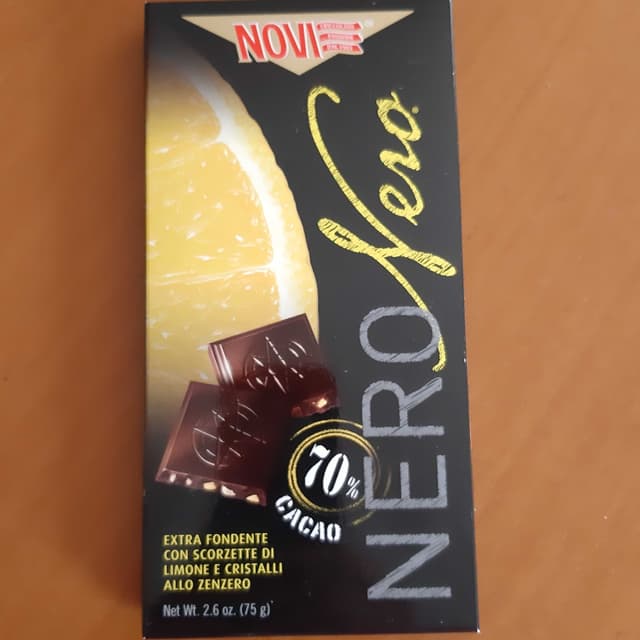 NOVI
Nero
NERO
70%
CACAO
EXTRA FONDENTE
CON SCORZETTE DI
LIMONE E CRISTALLI
ALLO ZENZERO
Net Wt. 2.6 oz. (75 g)